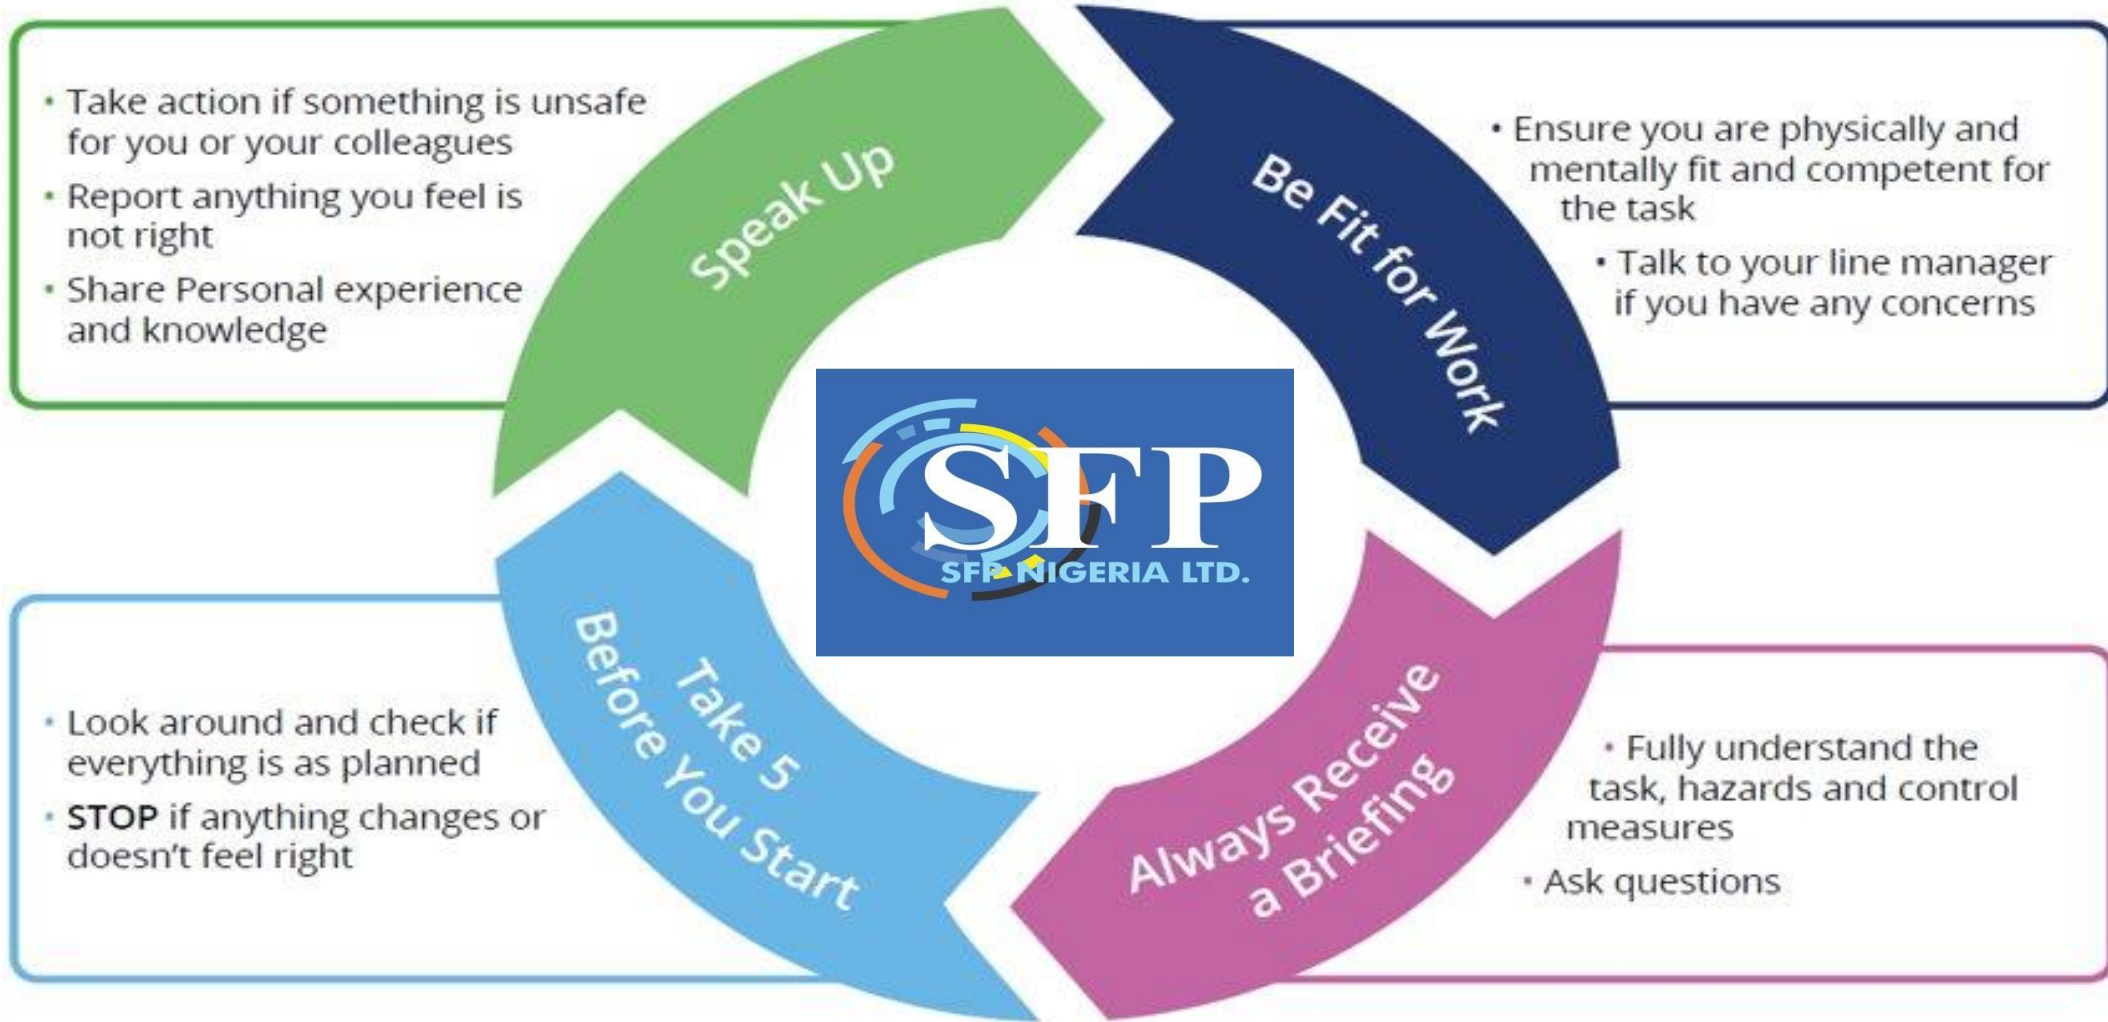 • Take action if something is unsafe
for you or your colleagues
• Report anything you feel is
not right
• Share Personal experience
and knowledge
Speak Up
Be Fit for Work
• Ensure you are physically and
mentally fit and competent for
the task
• Talk to your line manager
if you have any concerns
SFP
SFP NIGERIA LTD.
• Look around and check if
everything is as planned
• STOP if anything changes or
doesn't feel right
Take 5
Before You Start
Always Receive
a Briefing
• Fully understand the
task, hazards and control
measures
• Ask questions